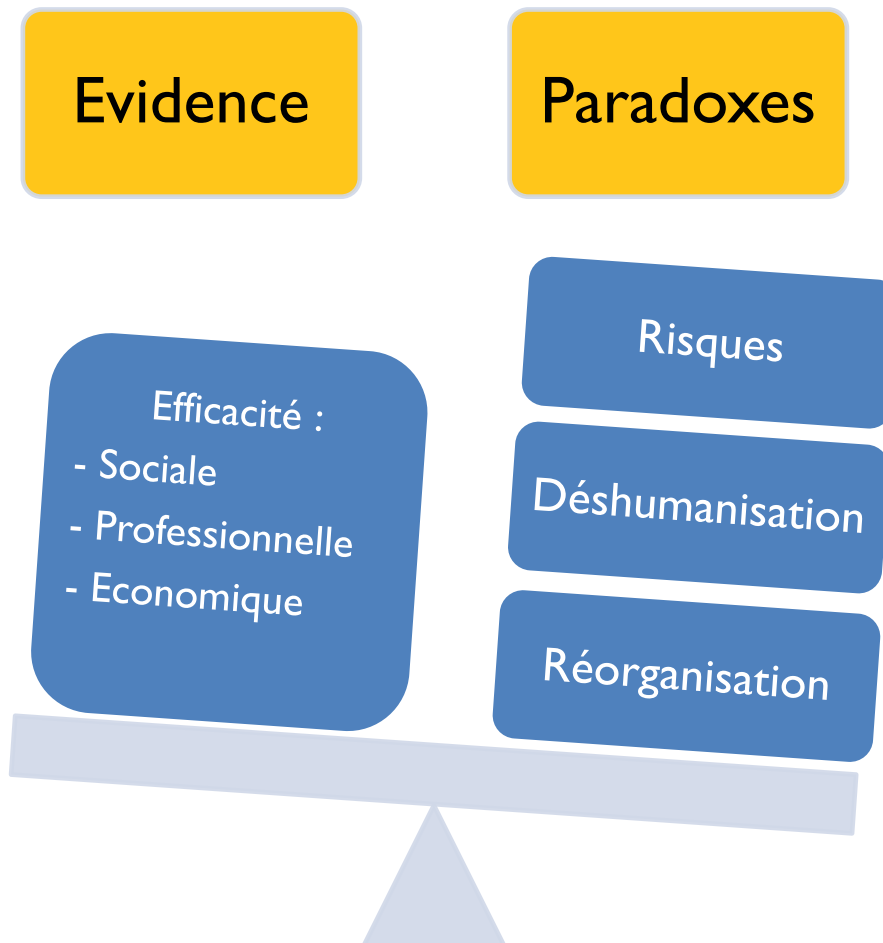 Evidence
Paradoxes
Efficacité :
- Sociale
- Professionnelle
- Economique
Risques
Déshumanisation
Réorganisation